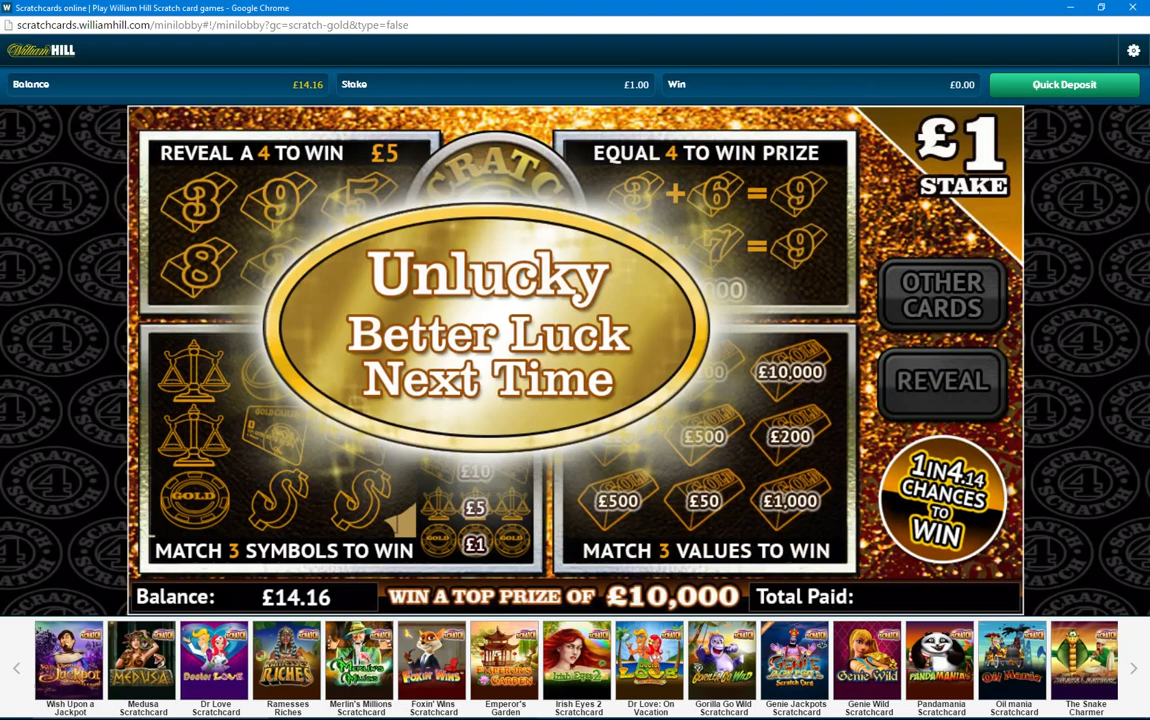 Scratchcards online | Play William Hill Scratch card games - Google Chrome
scratchcards.williamhill.com/minilobby#!/minilobby?gc=scratch-gold&type=false
William HILL
Balance £14.16 Stake £1.00 Win £0.00 Quick Deposit
REVEAL A 4 TO WIN £5
3 9 5
8
SCRATCH
EQUAL 4 TO WIN PRIZE
3 + 6 = 9
+ 7 = 9
£1
STAKE
Unlucky
Better Luck
Next Time
OTHER
CARDS
REVEAL
GOLD
£10
£5
£1
GOLD GOLD
MATCH 3 SYMBOLS TO WIN
£10,000
£500 £200
£500 £50 £1,000
MATCH 3 VALUES TO WIN
1 IN 4.14
CHANCES
TO
WIN
Balance: £14.16 WIN A TOP PRIZE OF £10,000 Total Paid:
Wish Upon a
Jackpot
Medusa
Scratchcard
Dr Love
Scratchcard
Ramesses
Riches
Merlin's Millions
Scratchcard
Foxin' Wins
Scratchcard
Emperor's
Garden
Irish Eyes 2
Scratchcard
Dr Love: On
Vacation
Gorilla Go Wild
Scratchcard
Genie Jackpots
Scratchcard
Genie Wild
Scratchcard
Pandamania
Scratchcard
Oil mania
Scratchcard
The Snake
Charmer